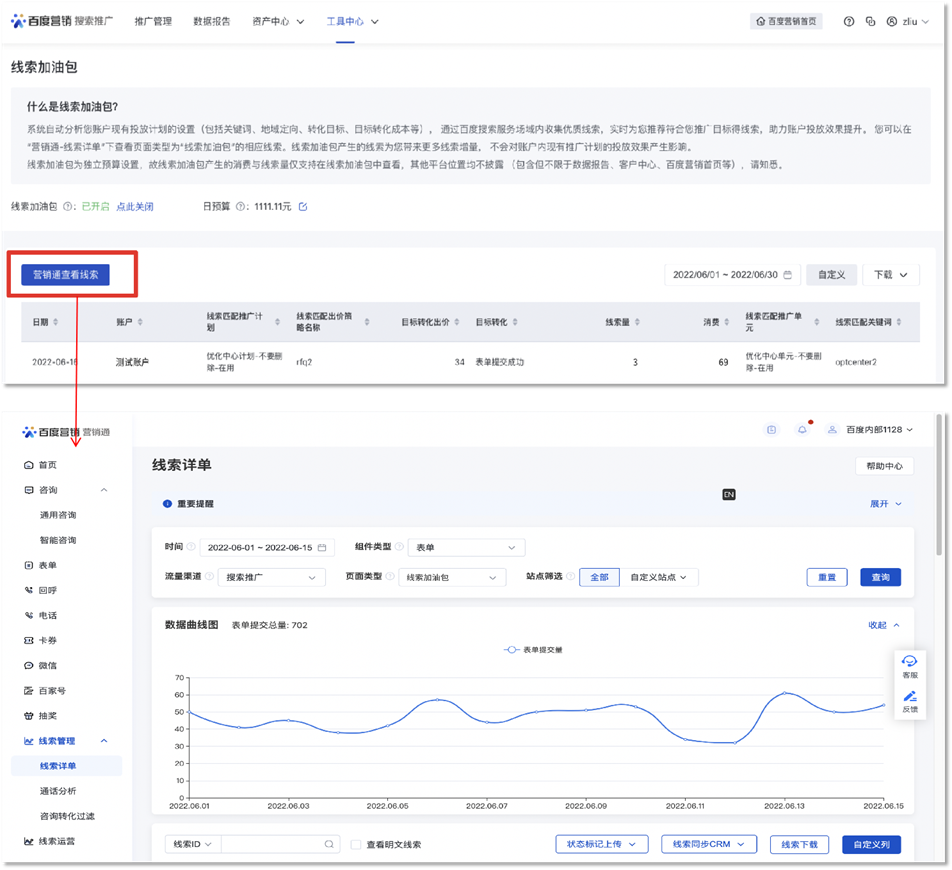 百度营销 搜索推广 推广管理 数据报告 资产中心 工具中心 百度营销首页 zliu
线索加油包
什么是线索加油包?
系统自动分析您账户现有投放计划的设置（包括关键词、地域定向、转化目标、目标转化成本等），通过百度搜索服务场域内收集优质线索，实时为您推荐符合您推广目标得线索，助力账户投放效果提升。您可以在
“营销通-线索详单”下查看页面类型为“线索加油包”的相应线索。线索加油包产生的线索为您带来更多线索增量， 不会对账户内现有推广计划的投放效果产生影响。
线索加油包为独立预算设置，故线索加油包产生的消费与线索量仅支持在线索加油包中查看，其他平台位置均不披露 （包含但不限于数据报告、客户中心、百度营销首页等），请知悉。
线索加油包 : 已开启 点此关闭 日预算 : 1111.11元
营销通查看线索 2022/06/01 ~ 2022/06/30 自定义 下载
日期 账户 线索匹配推广计 线索匹配出价策 目标转化出价 目标转化 线索量 消费 线索匹配推广单 线索匹配关键词
划 略名称 元
2022-06-15 测试账户 优化中心计划-不要删 rfq2 34 表单提交成功 3 69 优化中心单元-不要删 optcenter2
除-在用 除-在用
百度营销 营销通 百度内部1128
首页 线索详单 帮助中心
咨询 重要提醒 EN 展开
通用咨询
智能咨询 时间 2022-06-01 ~ 2022-06-15 组件类型 表单
表单 流量渠道 搜索推广 页面类型 线索加油包 站点筛选 全部 自定义站点 重置 查询
回呼
电话 数据曲线图 表单提交总量: 702 收起
卡券 表单提交量
微信 客服
百家号 反馈
抽奖
线索管理
线索详单
通话分析
咨询转化过滤
线索运营
70
60
50
40
30
20
10
0
2022.06.01 2022.06.03 2022.06.05 2022.06.07 2022.06.09 2022.06.11 2022.06.13 2022.06.15
线索ID 查看明文线索 状态标记上传 线索同步CRM 线索下载 自定义列